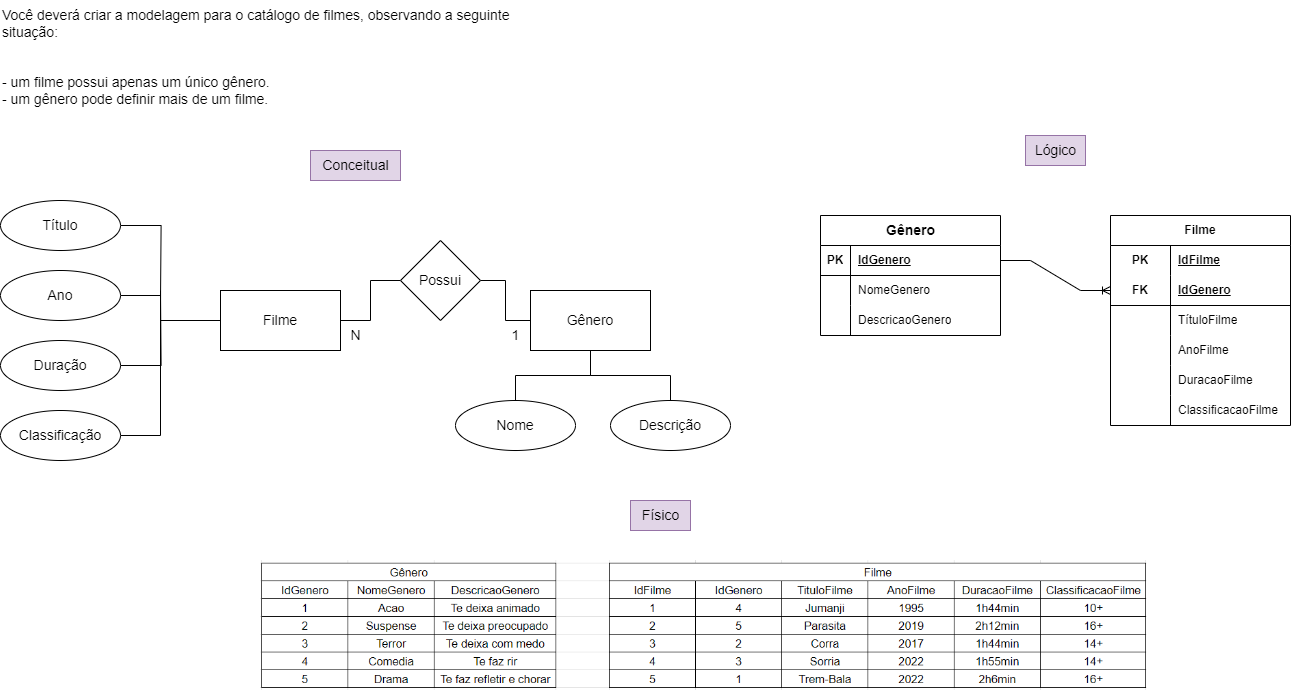 Você deverá criar a modelagem para o catálogo de filmes, observando a seguinte
situação:
- um filme possui apenas um único gênero.
- um gênero pode definir mais de um filme.
Conceitual
Título
Ano
Duração
Classificação
Filme
N
Possui
1
Gênero
Nome
Descrição
Lógico
Gênero
PK IdGenero
NomeGenero
DescricaoGenero
Filme
PK IdFilme
FK IdGenero
TítuloFilme
AnoFilme
DuracaoFilme
ClassificacaoFilme
Físico
Gênero
IdGenero NomeGenero DescricaoGenero
1 Acao Te deixa animado
2 Suspense Te deixa preocupado
3 Terror Te deixa com medo
4 Comedia Te faz rir
5 Drama Te faz refletir e chorar
Filme
IdFilme IdGenero TituloFilme AnoFilme DuracaoFilme ClassificacaoFilme
1 4 Jumanji 1995 1h44min 10+
2 5 Parasita 2019 2h12min 16+
3 2 Corra 2017 1h44min 14+
4 3 Sorria 2022 1h55min 14+
5 1 Trem-Bala 2022 2h6min 16+